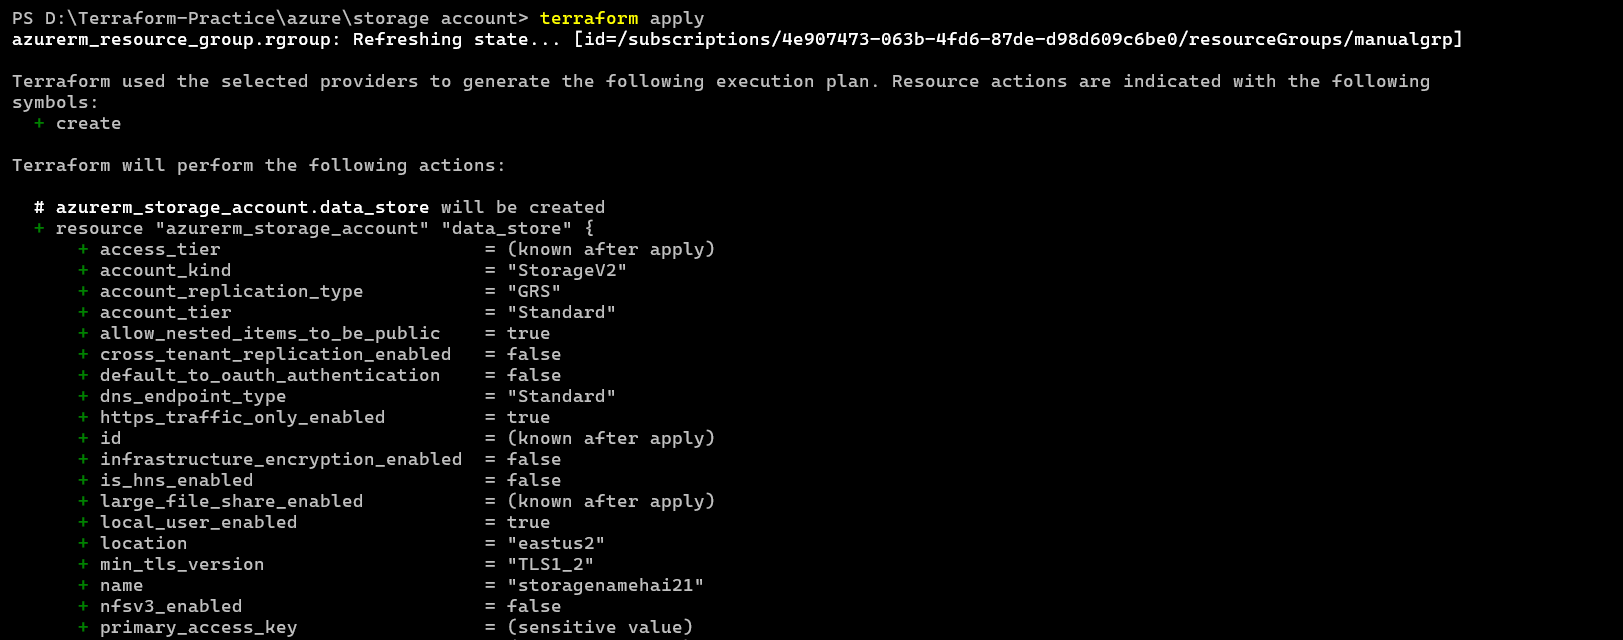 PS D:\Terraform-Practice\azure\storage account> terraform apply
azurerm_resource_group.rgroup: Refreshing state... [id=/subscriptions/4e907473-063b-4fd6-87de-d98d609c6be0/resourceGroups/manualgrp]
Terraform used the selected providers to generate the following execution plan. Resource actions are indicated with the following
symbols:
  + create
Terraform will perform the following actions:
  # azurerm_storage_account.data_store will be created
  + resource "azurerm_storage_account" "data_store" {
      + access_tier                        = (known after apply)
      + account_kind                       = "StorageV2"
      + account_replication_type           = "GRS"
      + account_tier                       = "Standard"
      + allow_nested_items_to_be_public    = true
      + cross_tenant_replication_enabled   = false
      + default_to_oauth_authentication    = false
      + dns_endpoint_type                  = "Standard"
      + https_traffic_only_enabled         = true
      + id                                 = (known after apply)
      + infrastructure_encryption_enabled  = false
      + is_hns_enabled                     = false
      + large_file_share_enabled           = (known after apply)
      + local_user_enabled                 = true
      + location                           = "eastus2"
      + min_tls_version                    = "TLS1_2"
      + name                               = "storagenamehai21"
      + nfsv3_enabled                      = false
      + primary_access_key                 = (sensitive value)